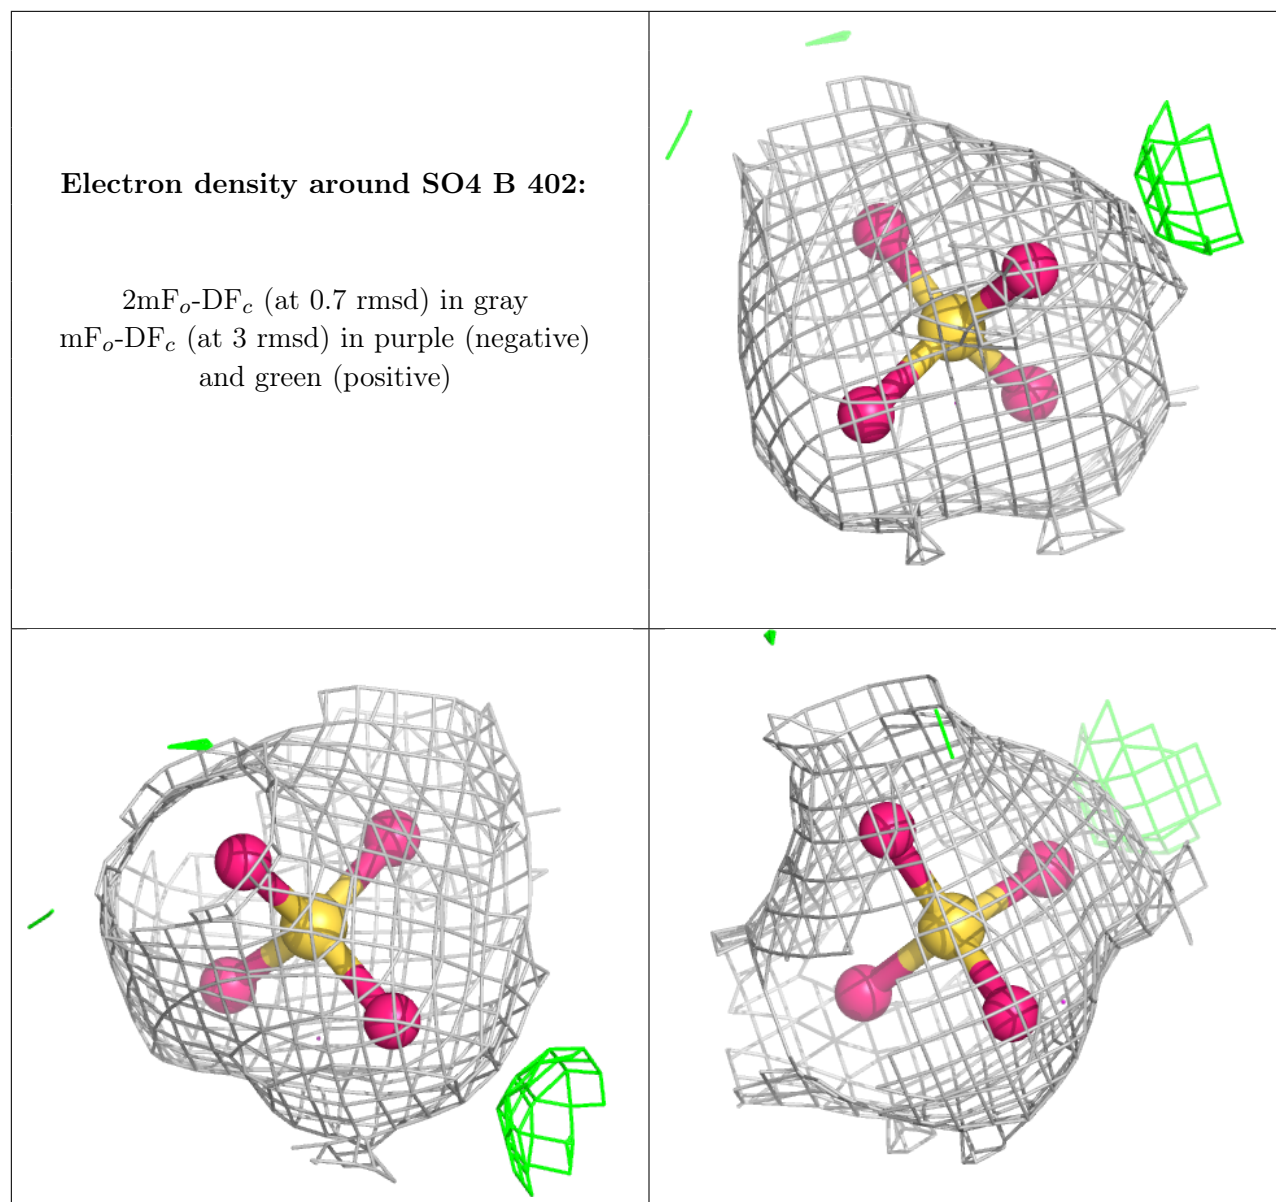 Electron density around SO4 B 402:
2mFo-DFc (at 0.7 rmsd) in gray
mFo-DFc (at 3 rmsd) in purple (negative)
and green (positive)